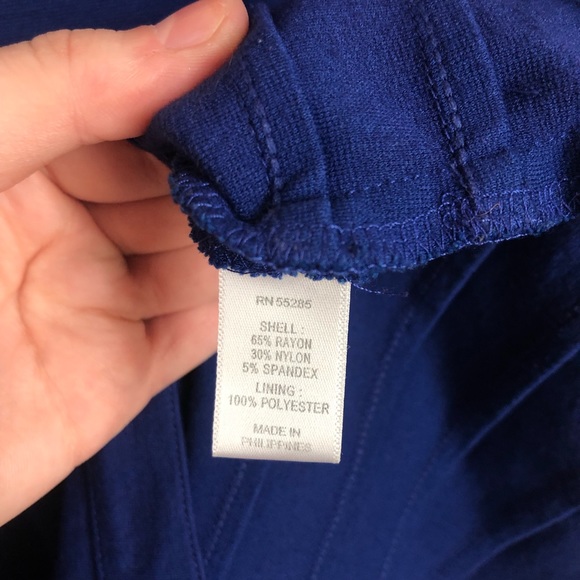 RN 55285
SHELL :
65% RAYON
30% NYLON
5% SPANDEX
LINING :
100% POLYESTER
MADE IN
PHILIPPINES